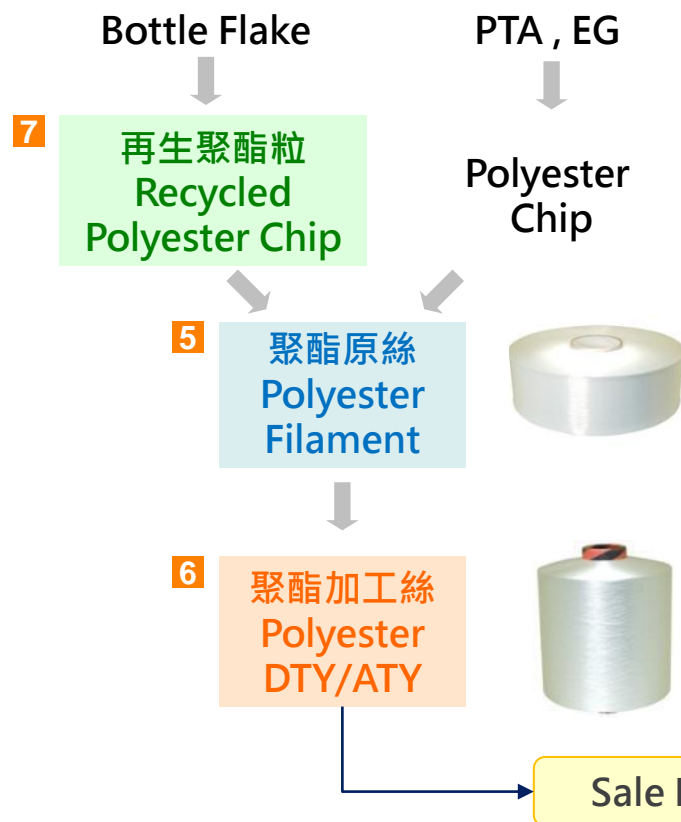 Bottle Flake
PTA , EG
7
再生聚酯粒
Recycled
Polyester Chip
Polyester
Chip
5
聚酯原絲
Polyester
Filament
6
聚酯加工絲
Polyester
DTY/ATY
Sale